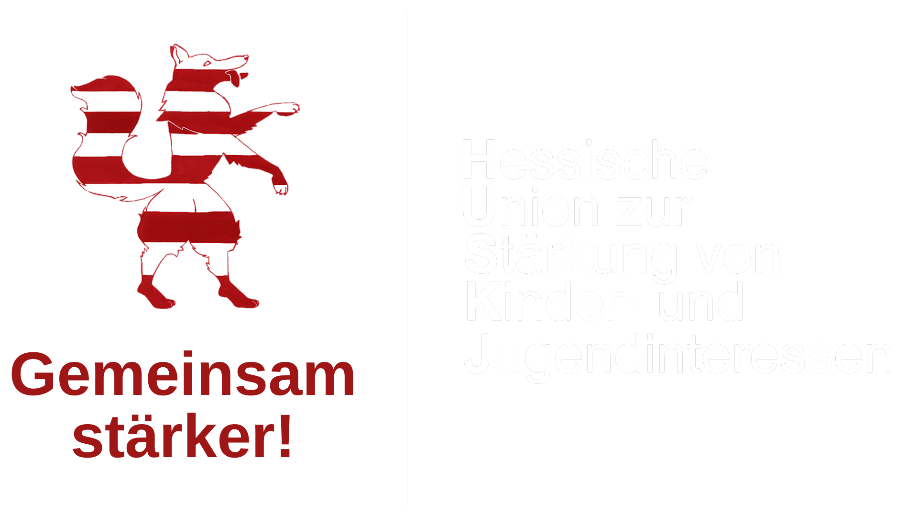 Gemeinsam
stärker!
Hessische
Union zur
Stärkung von
Kinder und
Jugendinteressen